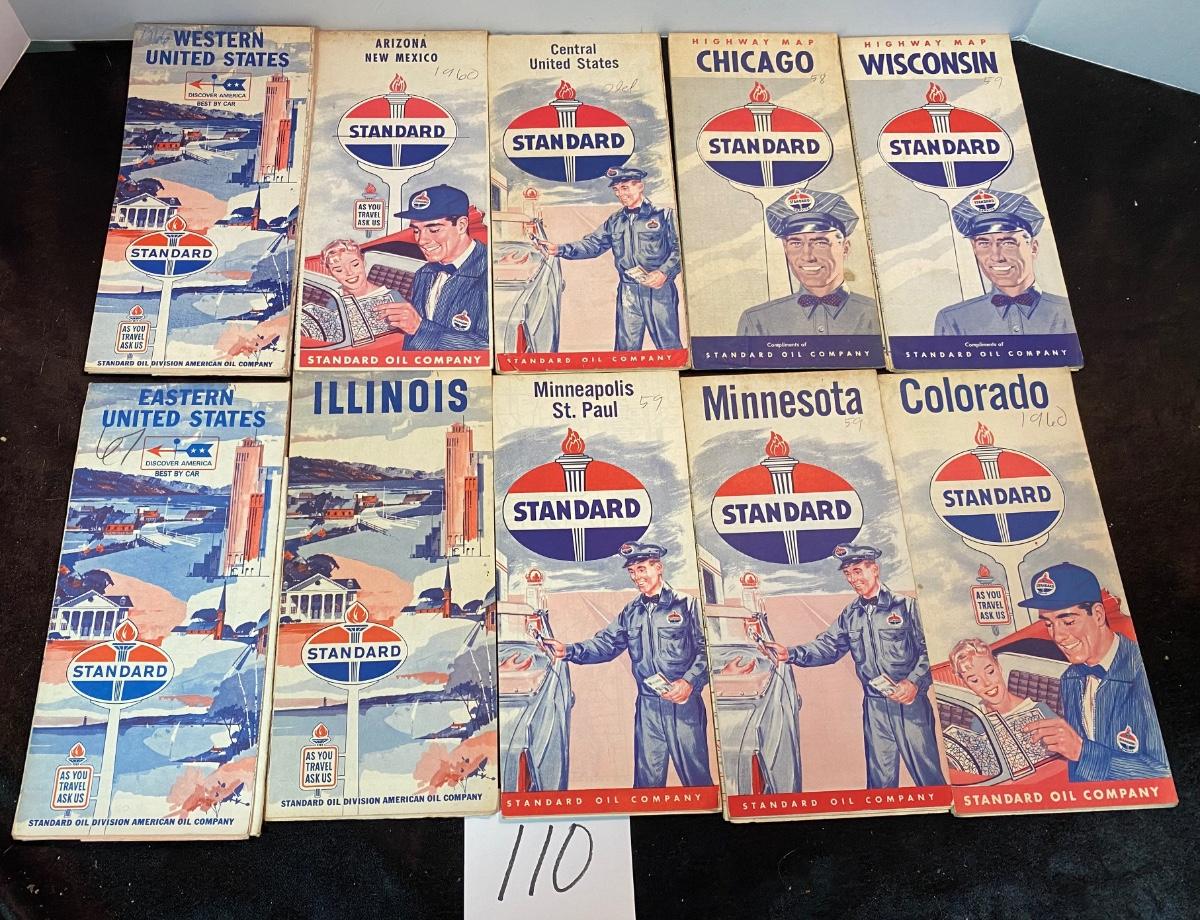 WESTERN
UNITED STATES
DISCOVER AMERICA
BEST BY CAR
STANDARD
AS YOU
TRAVEL
ASK US
STANDARD OIL DIVISION AMERICAN OIL COMPANY
ARIZONA
NEW MEXICO
1960
STANDARD
AS YOU
TRAVEL
ASK US
STANDARD OIL COMPANY
Central
United States
STANDARD
STANDARD OIL COMPANY
HIGHWAY MAP
CHICAGO
58
STANDARD
STANDARD
Compliments of
STANDARD OIL COMPANY
HIGHWAY MAP
WISCONSIN
59
STANDARD
STANDARD
Compliments of
STANDARD OIL COMPANY
EASTERN
UNITED STATES
67
DISCOVER AMERICA
BEST BY CAR
STANDARD
AS YOU
TRAVEL
ASK US
STANDARD OIL DIVISION AMERICAN OIL COMPANY
ILLINOIS
STANDARD
AS YOU
TRAVEL
ASK US
STANDARD OIL DIVISION AMERICAN OIL COMPANY
Minneapolis
St. Paul
59
STANDARD
STANDARD OIL COMPANY
Minnesota
59
STANDARD
STANDARD OIL COMPANY
Colorado
1960
STANDARD
AS YOU
TRAVEL
ASK US
STANDARD OIL COMPANY
110